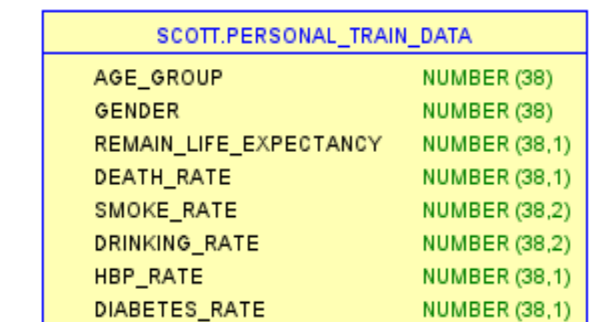 SCOTT.PERSONAL_TRAIN_DATA
AGE_GROUP NUMBER (38)
GENDER NUMBER (38)
REMAIN_LIFE_EXPECTANCY NUMBER (38,1)
DEATH_RATE NUMBER (38,1)
SMOKE_RATE NUMBER (38,2)
DRINKING_RATE NUMBER (38,2)
HBP_RATE NUMBER (38,1)
DIABETES_RATE NUMBER (38,1)